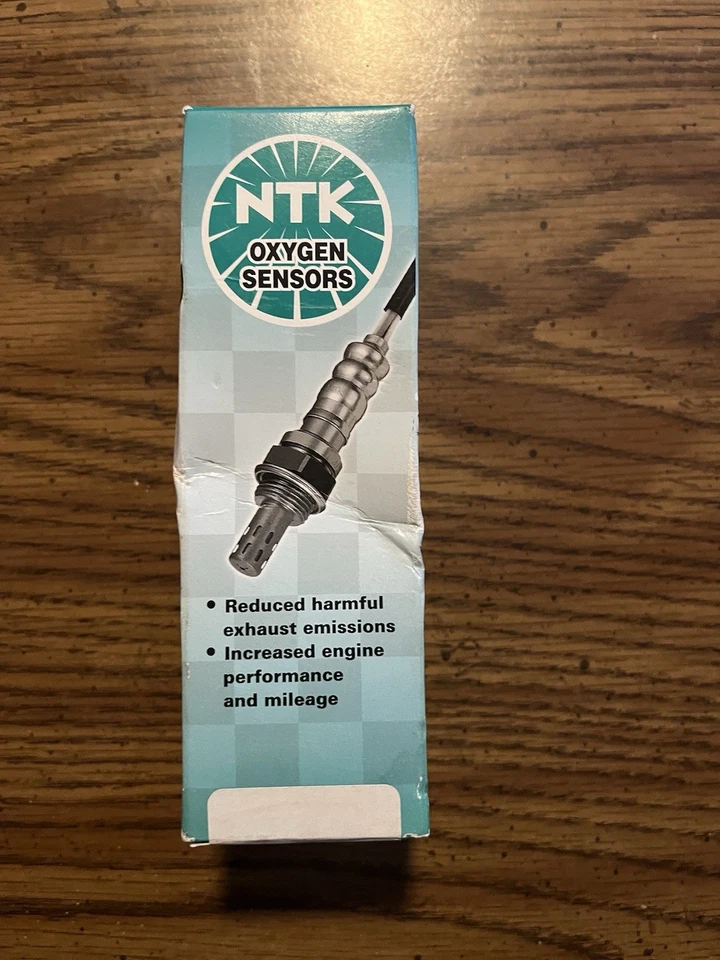 NTK
OXYGEN
SENSORS
• Reduced harmful
exhaust emissions
• Increased engine
performance
and mileage